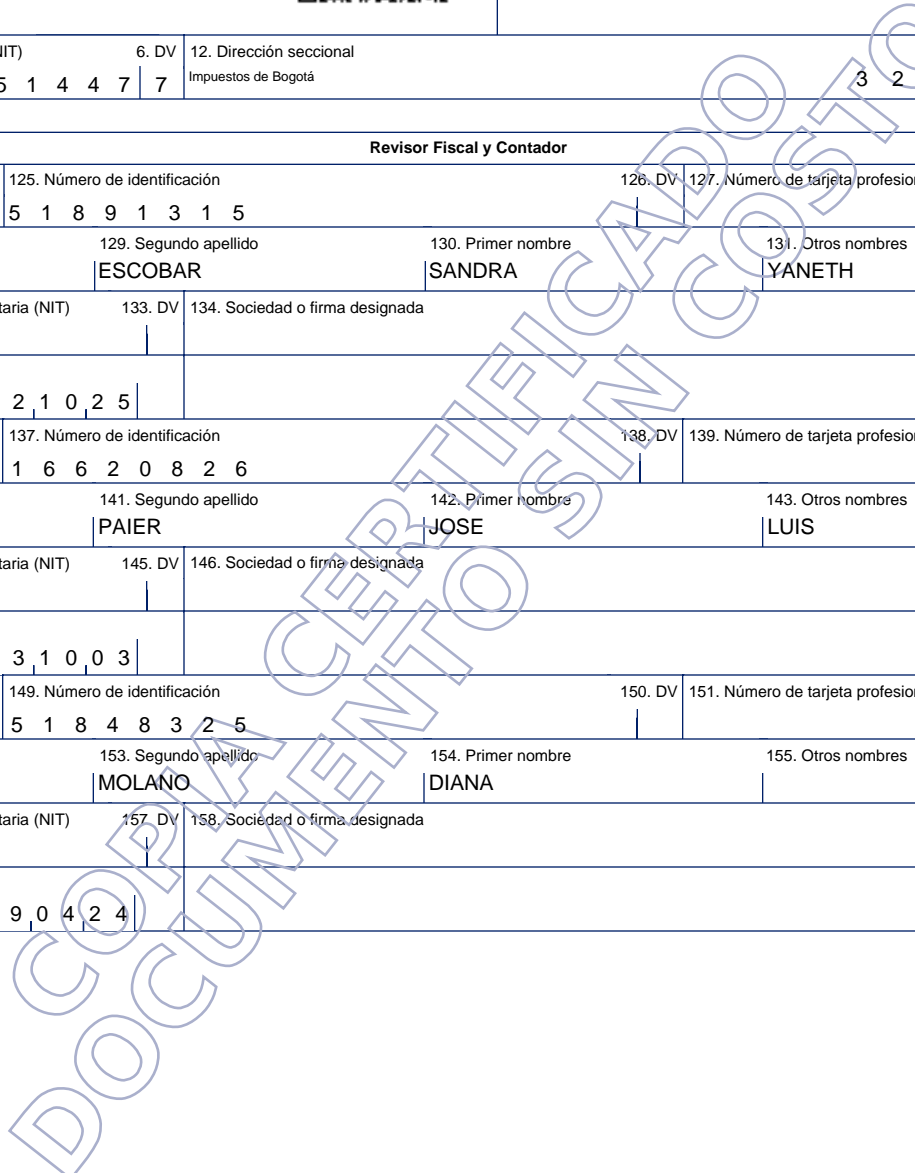 NIT) 6. DV 12. Dirección seccional
5 1 4 4 7 7 Impuestos de Bogotá 3 2
Revisor Fiscal y Contador
125. Número de identificación 126. DV 127. Número de tarjeta profesion
5 1 8 9 1 3 1 5
129. Segundo apellido 130. Primer nombre 131. Otros nombres
ESCOBAR SANDRA YANETH
taria (NIT) 133. DV 134. Sociedad o firma designada
2 1 0 2 5
137. Número de identificación 138. DV 139. Número de tarjeta profesion
1 6 6 2 0 8 2 6
141. Segundo apellido 142. Primer nombre 143. Otros nombres
PAIER JOSE LUIS
taria (NIT) 145. DV 146. Sociedad o firma designada
3 1 0 0 3
149. Número de identificación 150. DV 151. Número de tarjeta profesion
5 1 8 4 8 3 2 5
153. Segundo apellido 154. Primer nombre 155. Otros nombres
MOLANO DIANA
taria (NIT) 157. DV 158. Sociedad o firma designada
9 0 4 2 4
COPIA CERTIFICADO
DOCUMENTO SIN COSTO